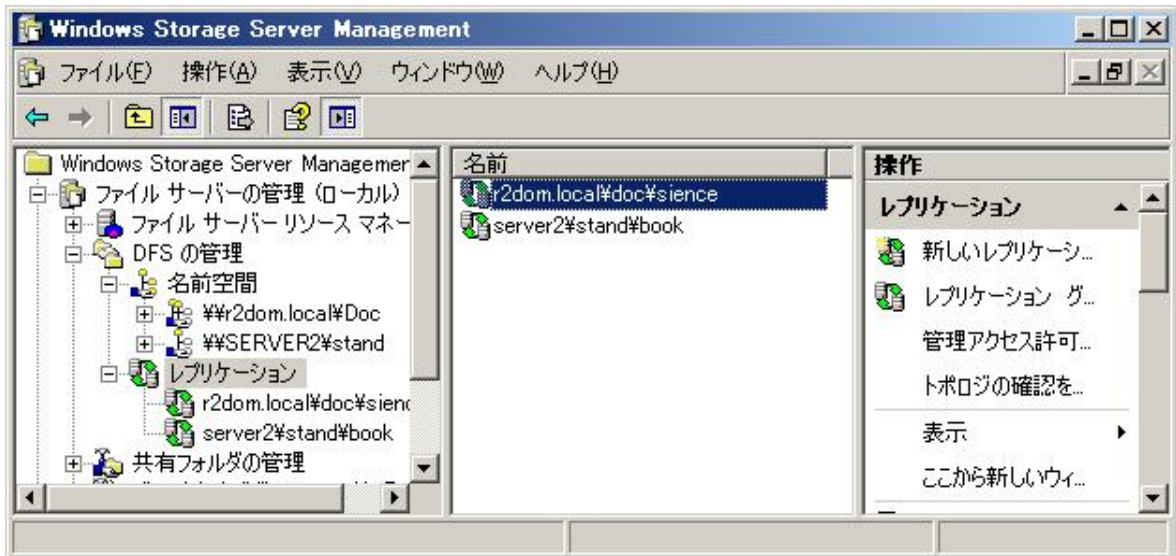 Windows Storage Server Management
ファイル(F) 操作(A) 表示(V) ウィンドウ(W) ヘルプ(H)
Windows Storage Server Managemer
ファイル サーバーの管理 (ローカル)
ファイル サーバー リソース マネー
DFS の管理
名前空間
¥¥r2dom.local¥Doc
¥¥SERVER2¥stand
レプリケーション
r2dom.local¥doc¥sienc
server2¥stand¥book
共有フォルダの管理
名前
r2dom.local¥doc¥sience
server2¥stand¥book
操作
レプリケーション
新しいレプリケーシ...
レプリケーション グ...
管理アクセス許可...
トポロジの確認を...
表示
ここから新しいウィ...